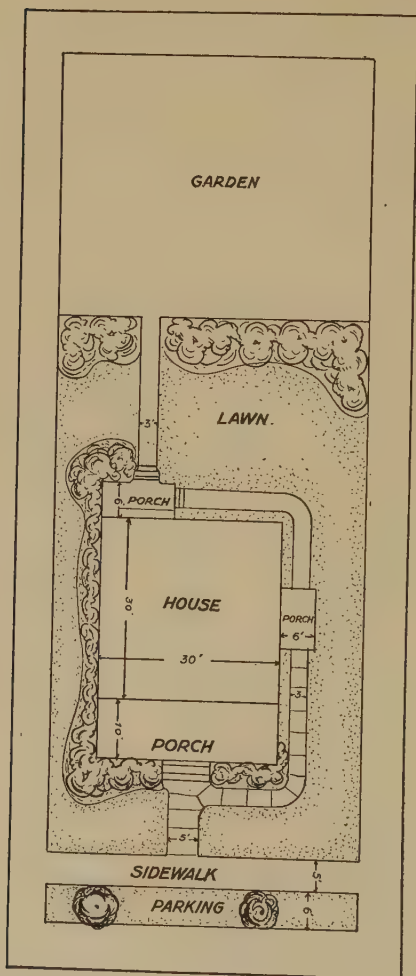 GARDEN
LAWN.
3'
6'
PORCH
HOUSE
30'
PORCH
6'
30'
3'
10'
PORCH
5'
SIDEWALK
5'
PARKING
6'